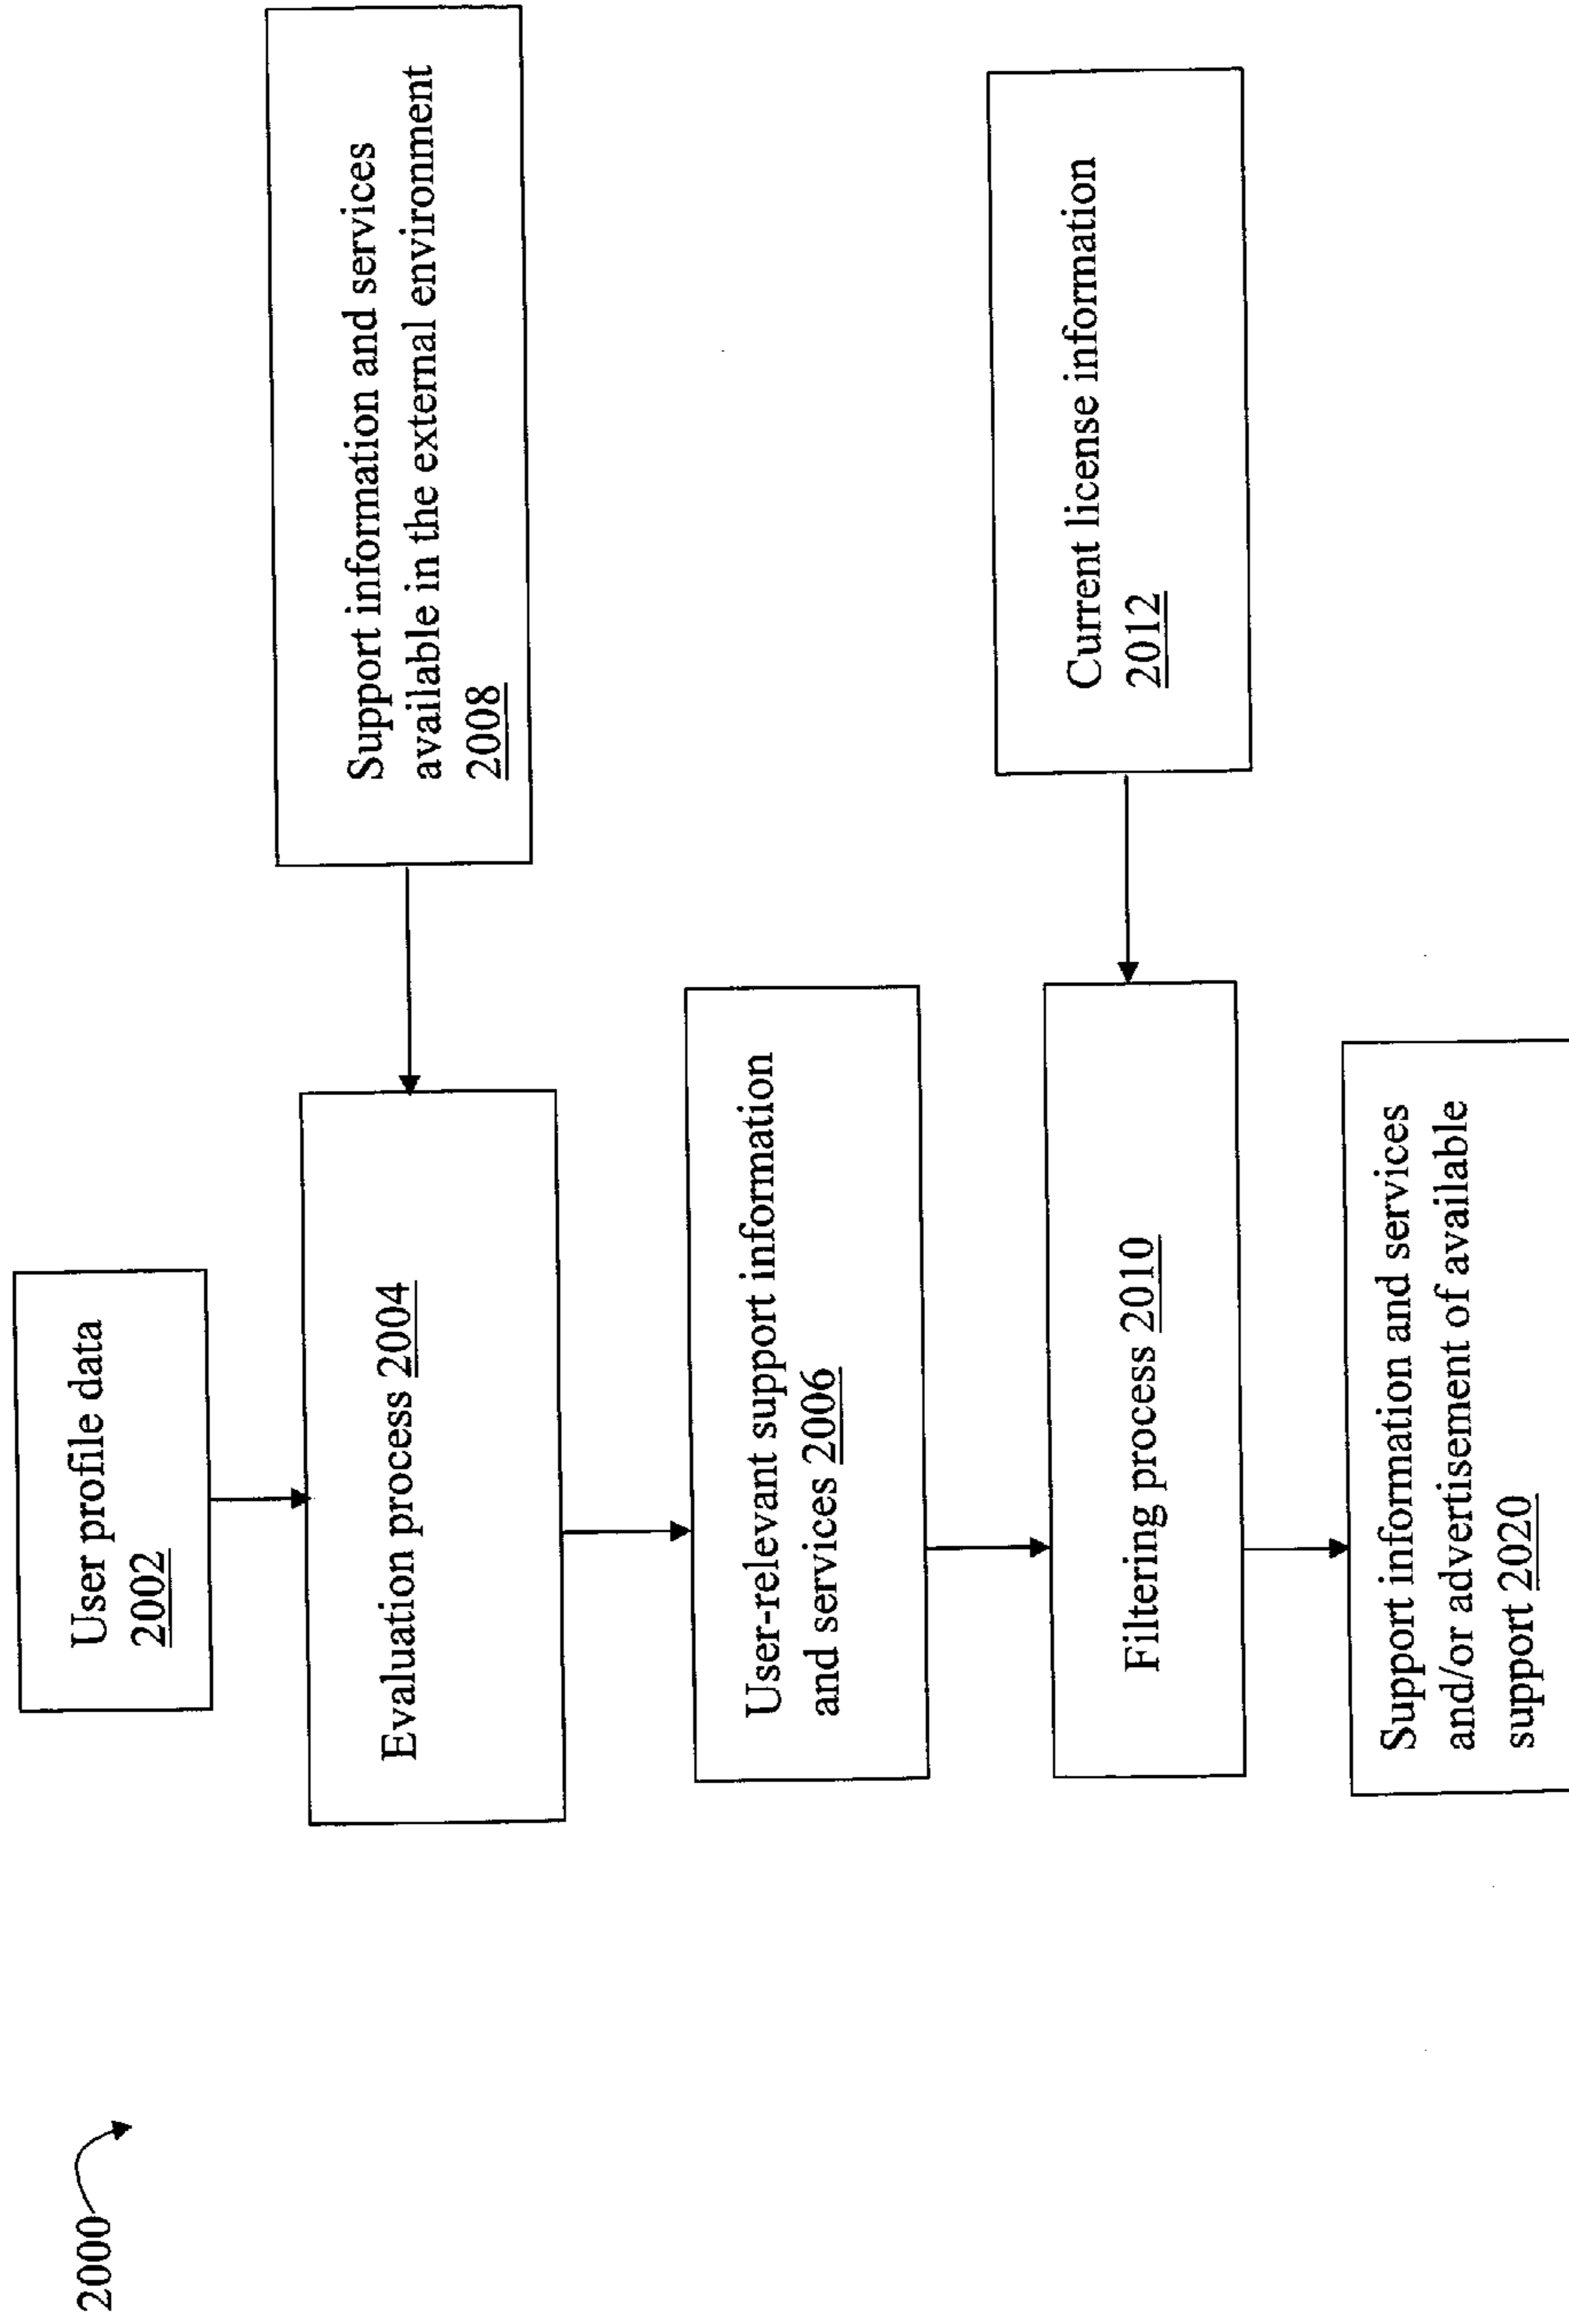 2000
User profile data
2002
Evaluation process 2004
Support information and services
available in the external environment
2008
User-relevant support information
and services 2006
Filtering process 2010
Current license information
2012
Support information and services
and/or advertisement of available
support 2020